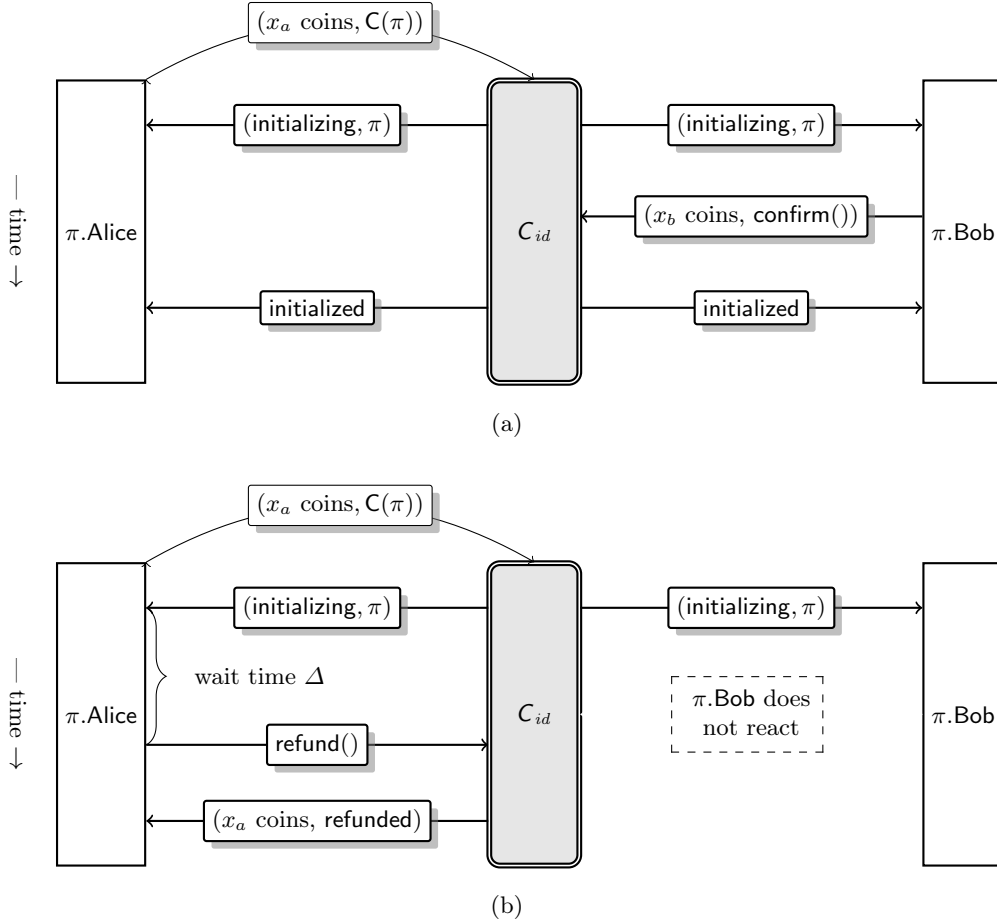 (x_a coins, C(π))
(initializing, π)
(initializing, π)
— time →
π.Alice
C_id
(x_b coins, confirm())
π.Bob
initialized
initialized
(a)
(x_a coins, C(π))
(initializing, π)
(initializing, π)
— time →
wait time Δ
π.Alice
C_id
π.Bob does
not react
π.Bob
refund()
(x_a coins, refunded)
(b)